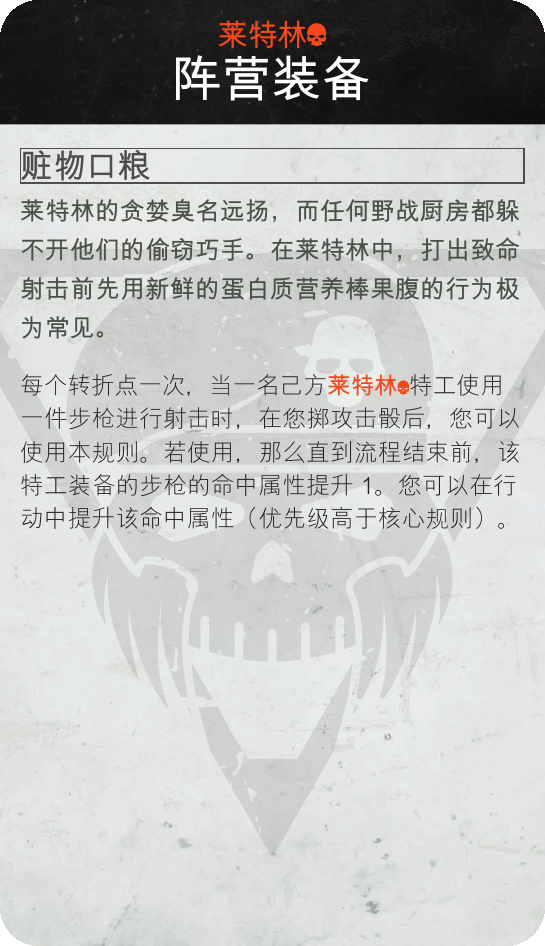 莱特林
阵营装备
赃物口粮
莱特林的贪婪臭名远扬，而任何野战厨房都躲
不开他们的偷窃巧手。在莱特林中，打出致命
射击前先用新鲜的蛋白质营养棒果腹的行为极
为常见。
每个转折点一次，当一名己方莱特林特工使用
一件步枪进行射击时，在您掷攻击骰后，您可以
使用本规则。若使用，那么直到流程结束前，该
特工装备的步枪的命中属性提升 1。您可以在行
动中提升该命中属性（优先级高于核心规则）。